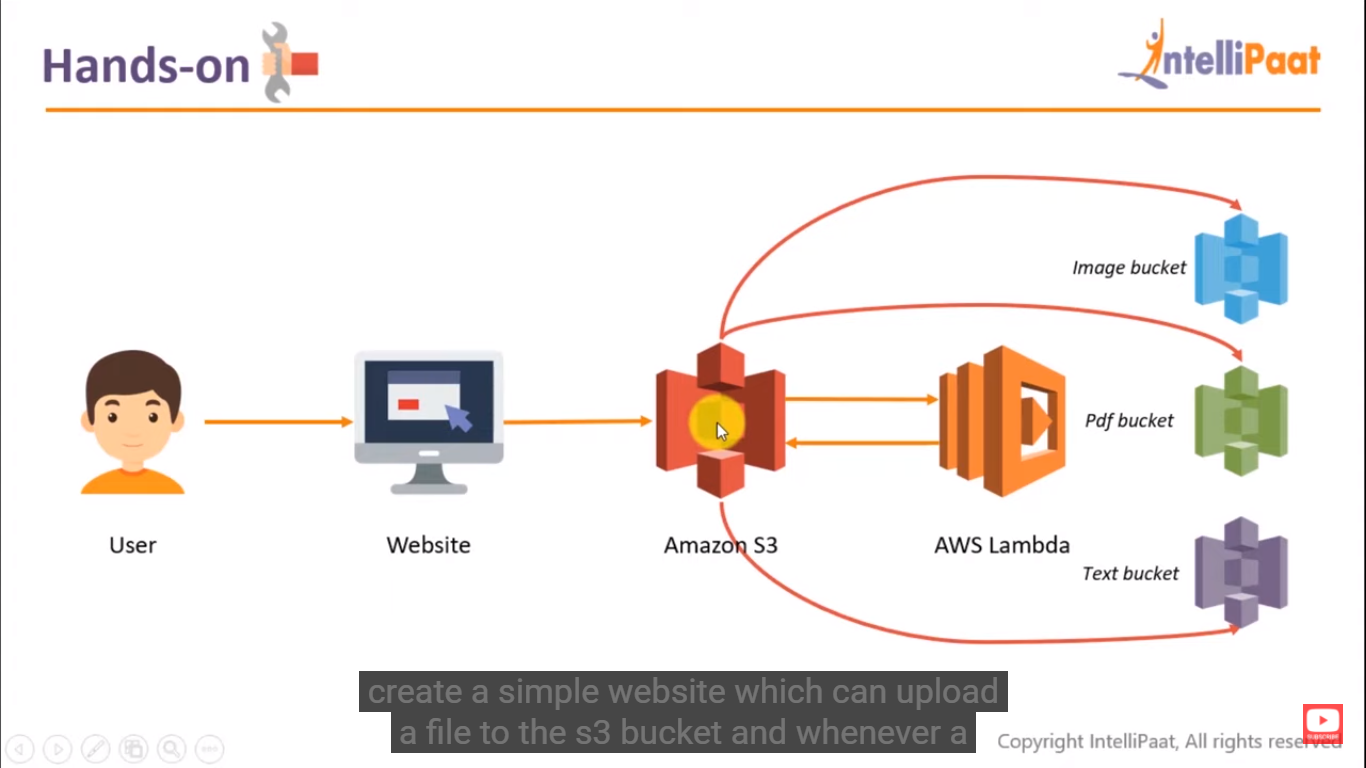 Hands-on
IntelliPaat
Image bucket
Pdf bucket
User
Website
Amazon S3
AWS Lambda
Text bucket
create a simple website which can upload
a file to the s3 bucket and whenever a
Copyright IntelliPaat, All rights reserved
SUBSCRIBE